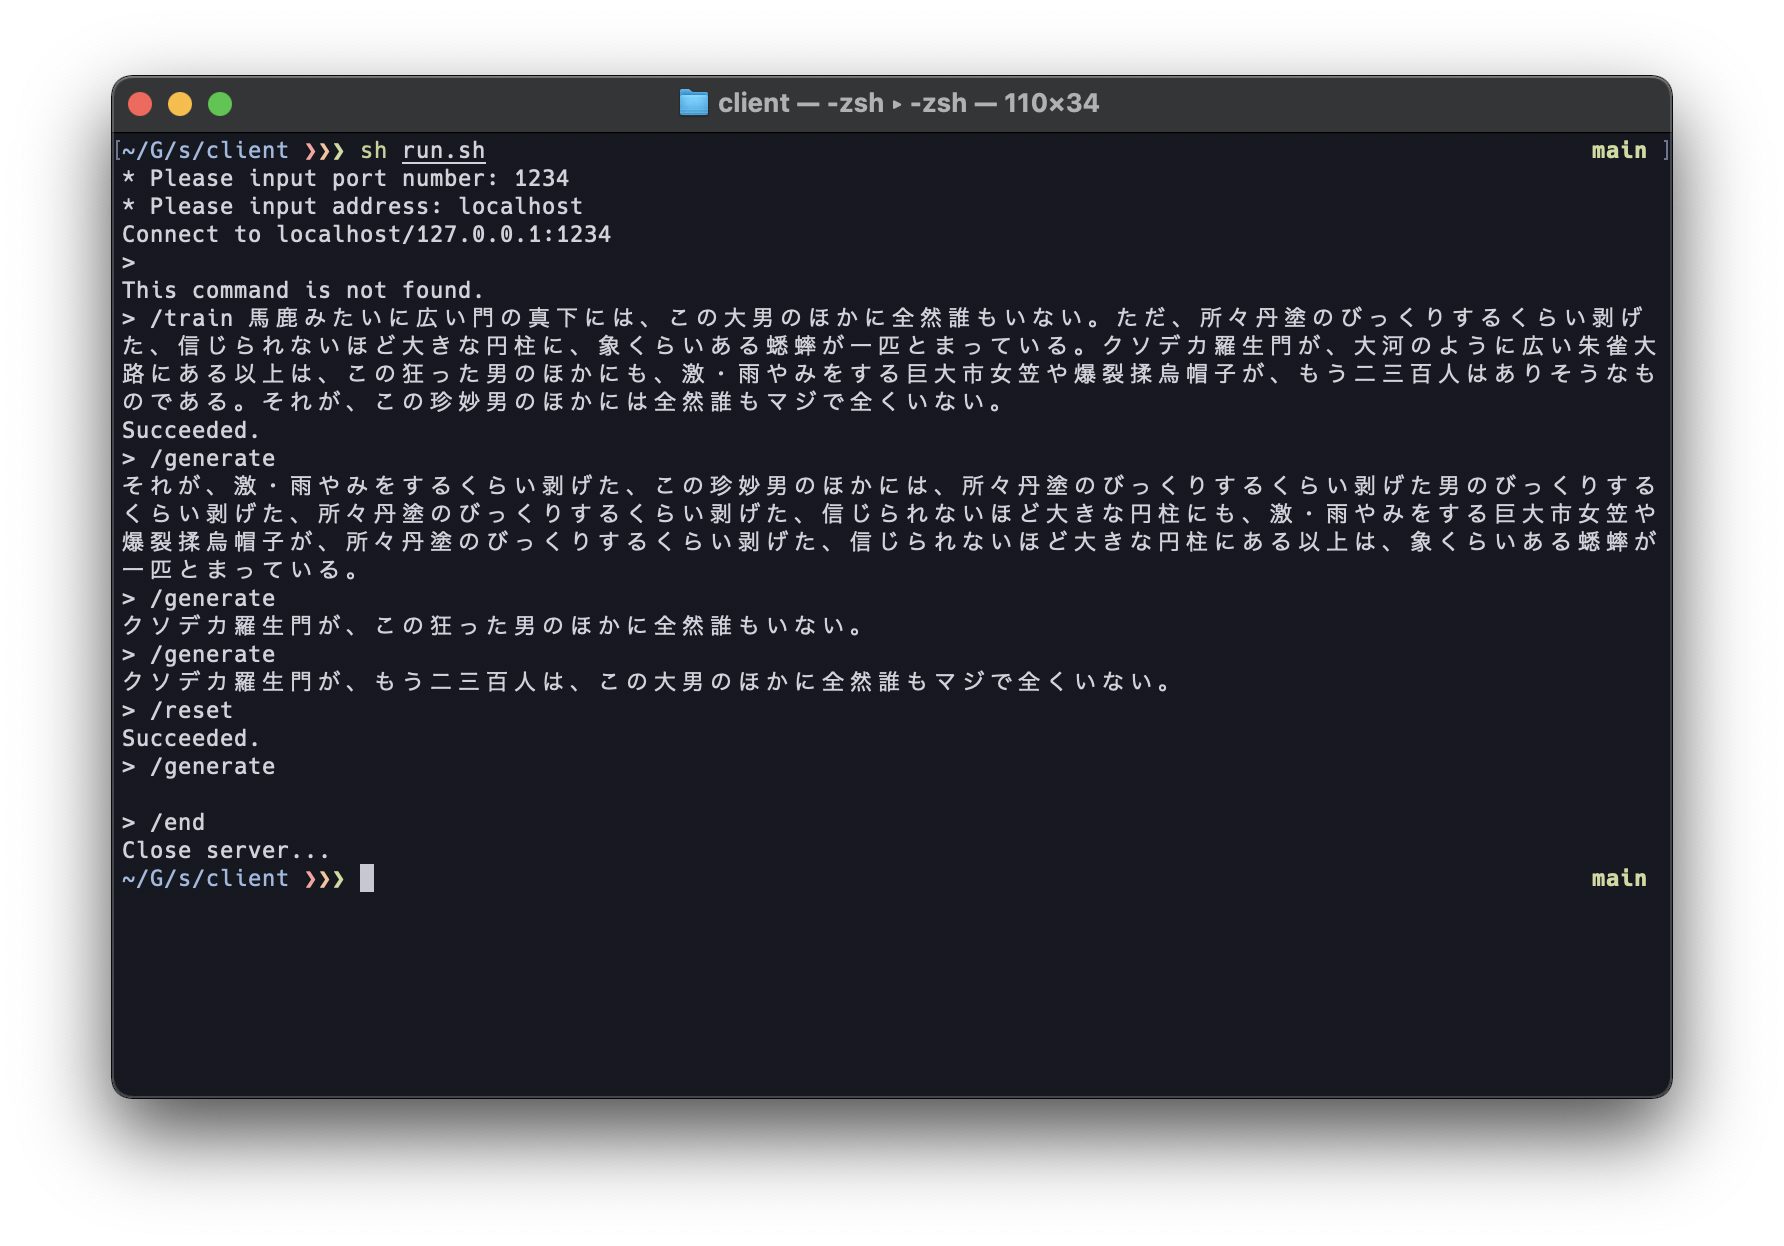 client — -zsh ▸ -zsh — 110×34
[~/G/s/client ❯❯❯ sh run.sh main ]
* Please input port number: 1234
* Please input address: localhost
Connect to localhost/127.0.0.1:1234
>
This command is not found.
> /train 馬鹿みたいに広い門の真下には、この大男のほかに全然誰もいない。ただ、所々丹塗のびっくりするくらい剥げ
た、信じられないほど大きな円柱に、象くらいある蟋蟀が一匹とまっている。クソデカ羅生門が、大河のように広い朱雀大
路にある以上は、この狂った男のほかにも、激・雨やみをする巨大市女笠や爆裂揉烏帽子が、もう二三百人はありそうなも
のである。それが、この珍妙男のほかには全然誰もマジで全くいない。
Succeeded.
> /generate
それが、激・雨やみをするくらい剥げた、この珍妙男のほかには、所々丹塗のびっくりするくらい剥げた男のびっくりする
くらい剥げた、所々丹塗のびっくりするくらい剥げた、信じられないほど大きな円柱にも、激・雨やみをする巨大市女笠や
爆裂揉烏帽子が、所々丹塗のびっくりするくらい剥げた、信じられないほど大きな円柱にある以上は、象くらいある蟋蟀が
一匹とまっている。
> /generate
クソデカ羅生門が、この狂った男のほかに全然誰もいない。
> /generate
クソデカ羅生門が、もう二三百人は、この大男のほかに全然誰もマジで全くいない。
> /reset
Succeeded.
> /generate
> /end
Close server...
~/G/s/client ❯❯❯ main